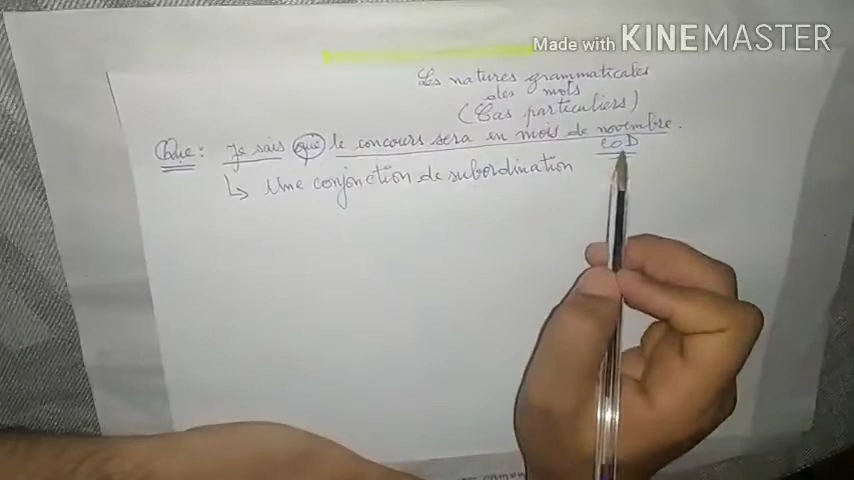 Made with KINEMASTER
Les natures grammaticales
des mots
(Cas particuliers)
Que : Je sais que le concours sera en mois de novembre.
COD
↳ Une conjonction de subordination